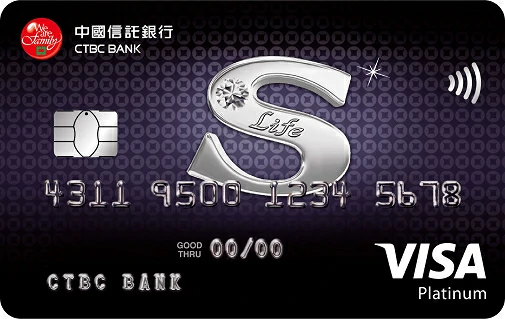 We Care
Family
中國信託銀行
CTBC BANK
S
Life
4311 9500 1234 5678
GOOD THRU 00/00
CTBC BANK
VISA
Platinum